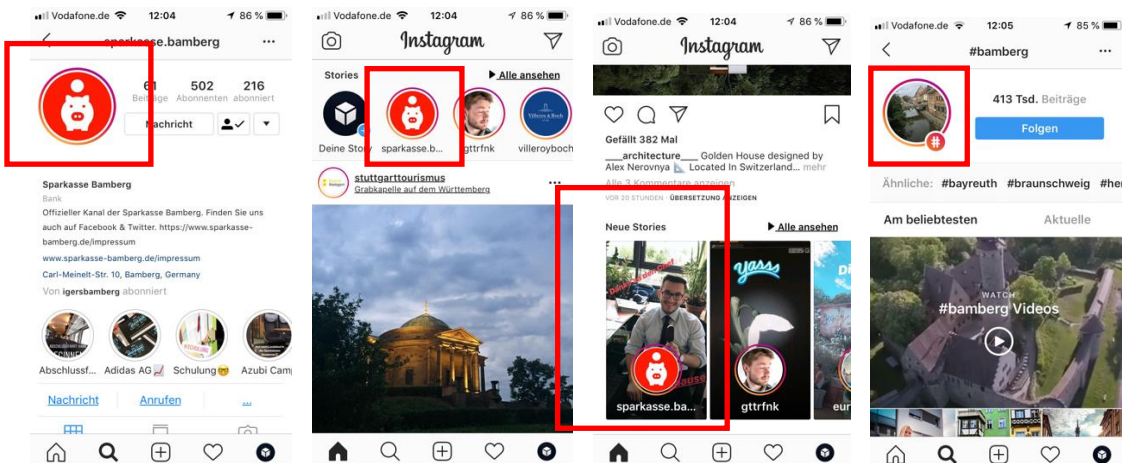 Vodafone.de 12:04 86 %
sparkasse.bamberg
61 502 216
Beiträge Abonnenten abonniert
Nachricht
Sparkasse Bamberg
Bank
Offizieller Kanal der Sparkasse Bamberg. Finden Sie uns
auch auf Facebook & Twitter. https://www.sparkasse-
bamberg.de/impressum
www.sparkasse-bamberg.de/impressum
Carl-Meinelt-Str. 10, Bamberg, Germany
Von igersbamberg abonniert
Abschlussf... Adidas AG Schulung Azubi Cam
Nachricht Anrufen ...
Vodafone.de 12:04 86 %
Instagram
Stories Alle ansehen
Deine Story sparkasse.b... gttrfnk villeroyboch
stuttgarttourismus
Grabkapelle auf dem Württemberg
Vodafone.de 12:04 86 %
Instagram
Gefällt 382 Mal
___architecture___ Golden House designed by
Alex Nerovnya Located In Switzerland... mehr
Alle 3 Kommentare anzeigen
VOR 20 STUNDEN · ÜBERSETZUNG ANZEIGEN
Neue Stories Alle ansehen
yasss
sparkasse.ba... gttrfnk eur
Vodafone.de 12:05 85 %
#bamberg
413 Tsd. Beiträge
Folgen
#
Ähnliche: #bayreuth #braunschweig #her
Am beliebtesten Aktuelle
WATCH
#bamberg Videos